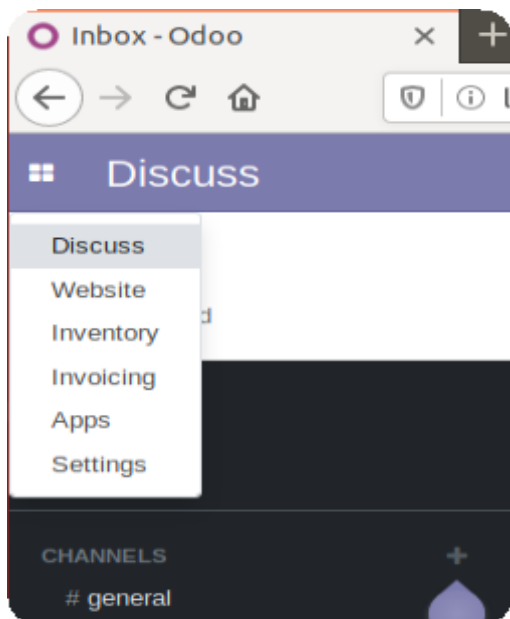 Inbox - Odoo
Discuss
Discuss
Website
Inventory
Invoicing
Apps
Settings
CHANNELS
# general